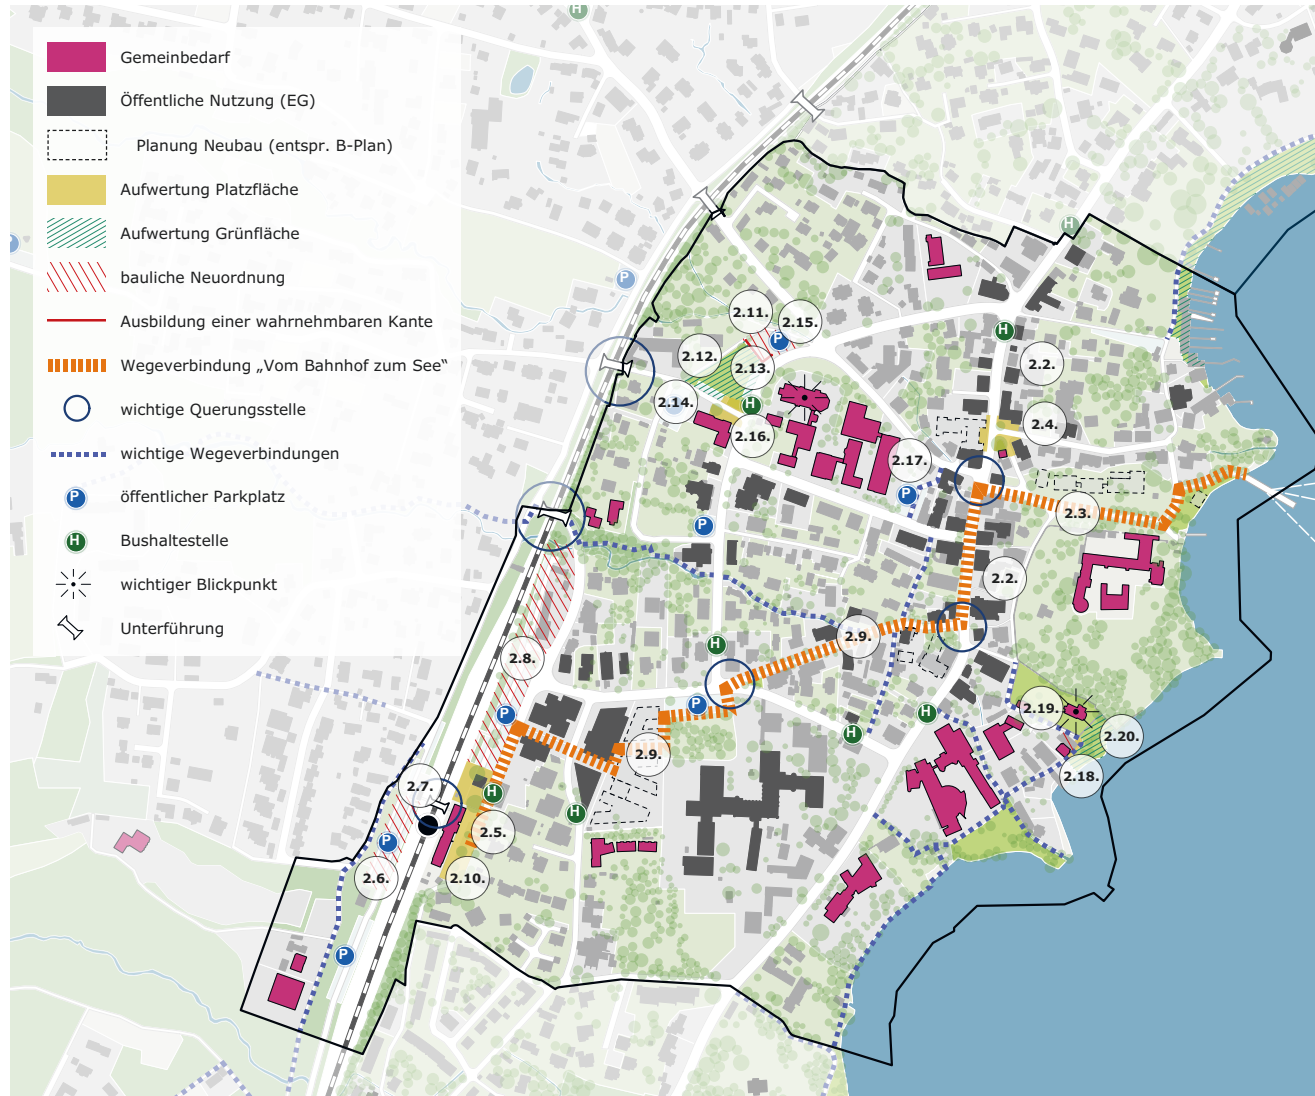 Gemeinbedarf
Öffentliche Nutzung (EG)
Planung Neubau (entspr. B-Plan)
Aufwertung Platzfläche
Aufwertung Grünfläche
bauliche Neuordnung
Ausbildung einer wahrnehmbaren Kante
Wegeverbindung „Vom Bahnhof zum See“
wichtige Querungsstelle
wichtige Wegeverbindungen
P öffentlicher Parkplatz
H Bushaltestelle
wichtiger Blickpunkt
Unterführung
H
H
P
P
2.11.
2.15.
P
H
2.12.
2.13.
2.2.
2.14.
H
2.4.
2.16.
2.17.
P
2.3.
P
2.2.
2.9.
H
2.8.
P
P
2.19.
H
2.20.
H
2.9.
2.18.
2.7.
H
H
2.5.
P
2.6.
2.10.
P